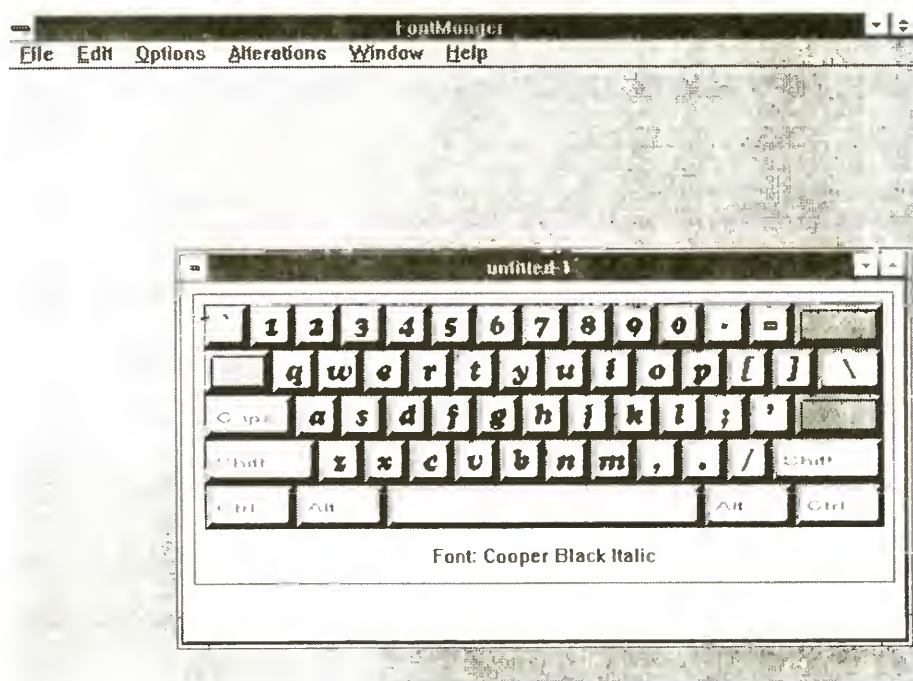 FontMonger
File Edit Options Alterations Window Help
untitled-1
` 1 2 3 4 5 6 7 8 9 0 - =
q w e r t y u i o p [ ] \
Caps a s d f g h j k l ; '
Shift z x c v b n m , . / Shift
Ctrl Alt Alt Ctrl
Font: Cooper Black Italic